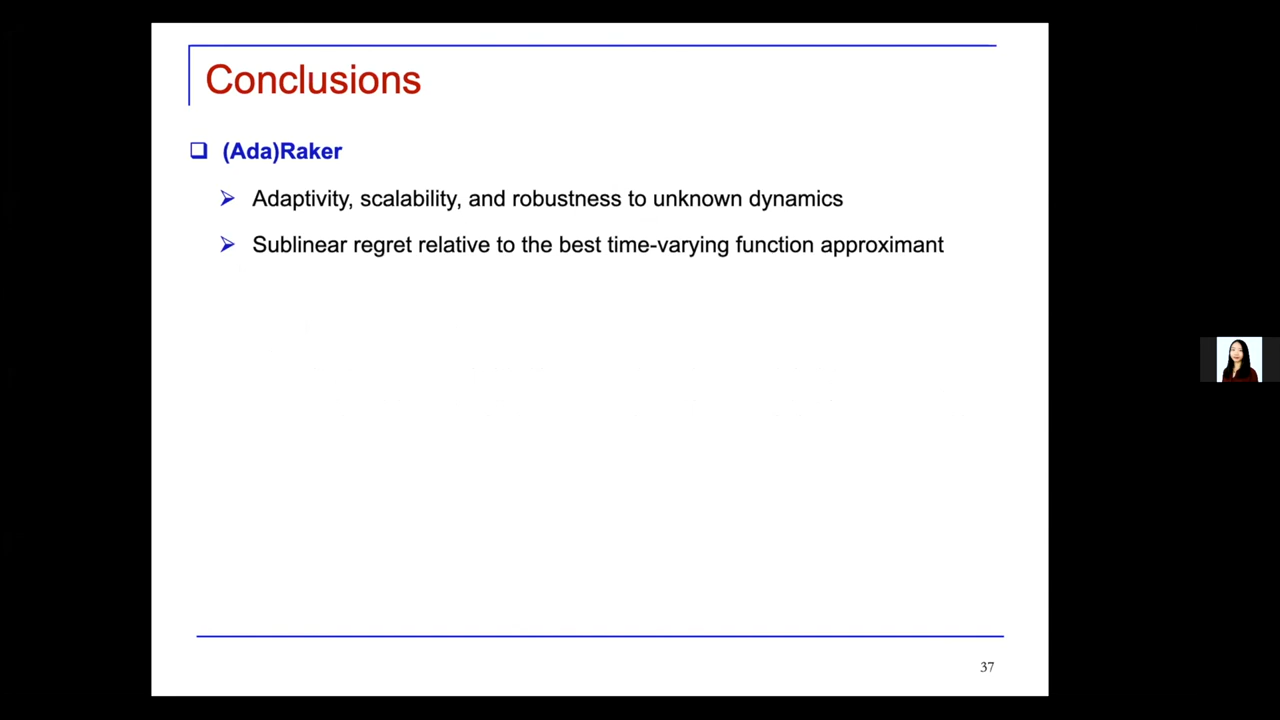 Conclusions
(Ada)Raker
Adaptivity, scalability, and robustness to unknown dynamics
Sublinear regret relative to the best time-varying function approximant
37